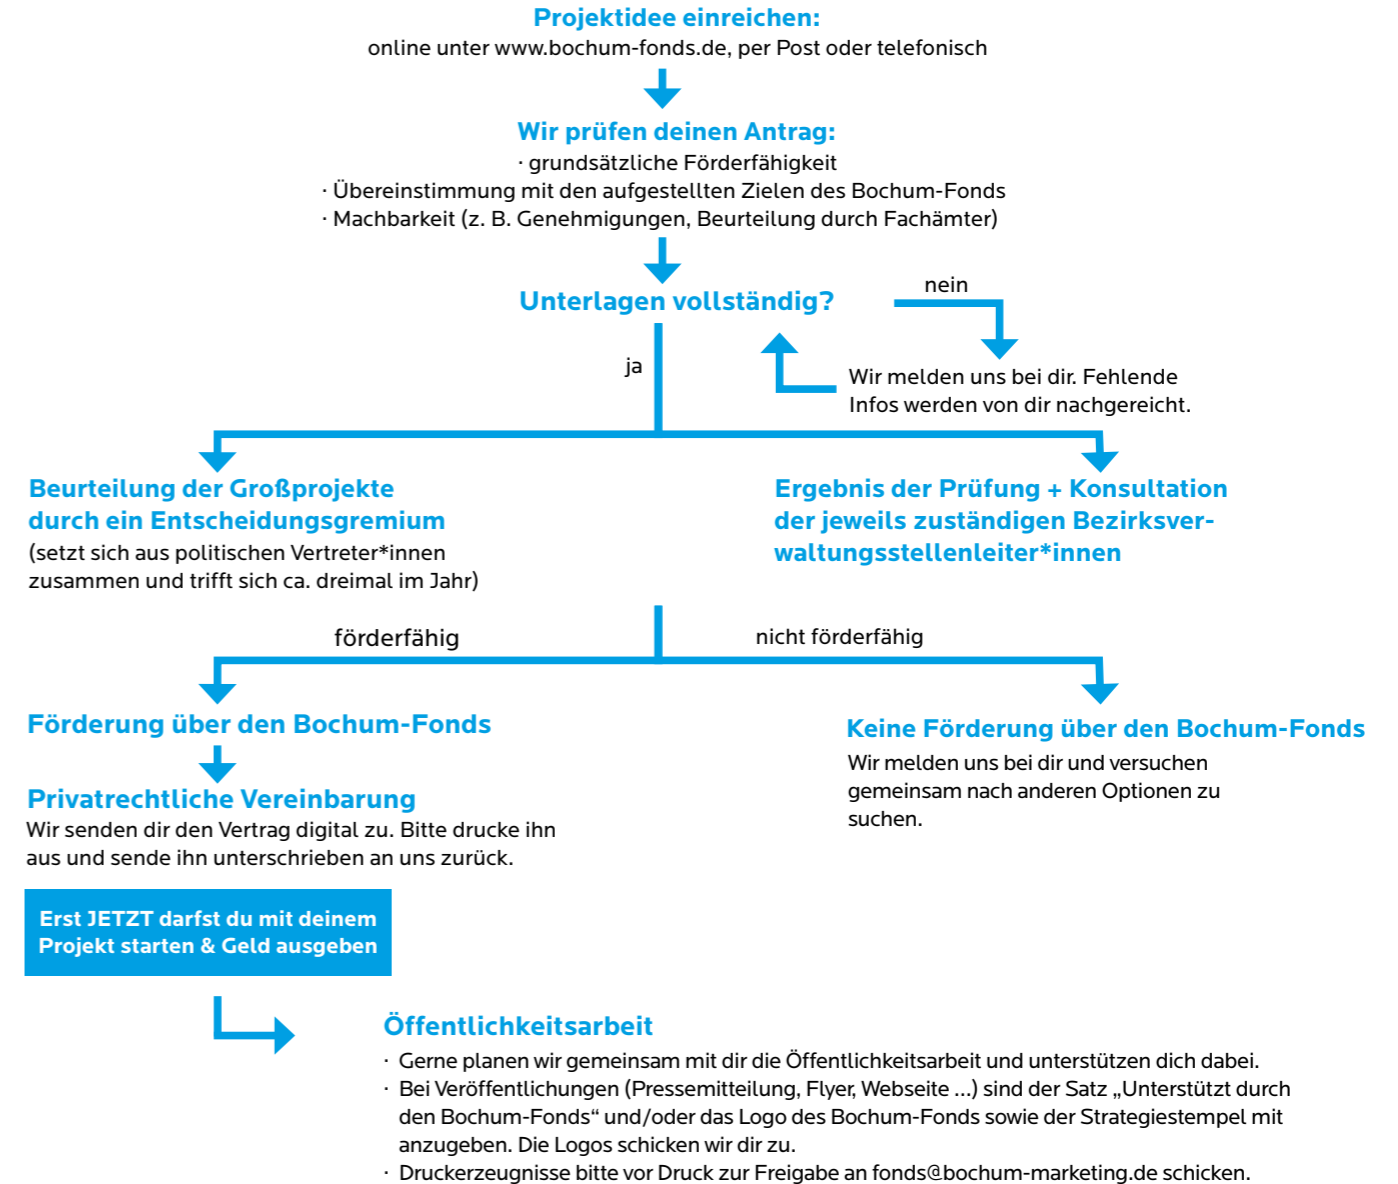 Projektidee einreichen:
online unter www.bochum-fonds.de, per Post oder telefonisch
Wir prüfen deinen Antrag:
· grundsätzliche Förderfähigkeit
· Übereinstimmung mit den aufgestellten Zielen des Bochum-Fonds
· Machbarkeit (z. B. Genehmigungen, Beurteilung durch Fachämter)
Unterlagen vollständig?
nein
ja
Wir melden uns bei dir. Fehlende
Infos werden von dir nachgereicht.
Beurteilung der Großprojekte
durch ein Entscheidungsgremium
(setzt sich aus politischen Vertreter*innen
zusammen und trifft sich ca. dreimal im Jahr)
Ergebnis der Prüfung + Konsultation
der jeweils zuständigen Bezirksver-
waltungsstellenleiter*innen
förderfähig
nicht förderfähig
Förderung über den Bochum-Fonds
Privatrechtliche Vereinbarung
Wir senden dir den Vertrag digital zu. Bitte drucke ihn
aus und sende ihn unterschrieben an uns zurück.
Keine Förderung über den Bochum-Fonds
Wir melden uns bei dir und versuchen
gemeinsam nach anderen Optionen zu
suchen.
Erst JETZT darfst du mit deinem
Projekt starten & Geld ausgeben
Öffentlichkeitsarbeit
· Gerne planen wir gemeinsam mit dir die Öffentlichkeitsarbeit und unterstützen dich dabei.
· Bei Veröffentlichungen (Pressemitteilung, Flyer, Webseite ...) sind der Satz „Unterstützt durch
den Bochum-Fonds“ und/oder das Logo des Bochum-Fonds sowie der Strategiestempel mit
anzugeben. Die Logos schicken wir dir zu.
· Druckerzeugnisse bitte vor Druck zur Freigabe an fonds@bochum-marketing.de schicken.